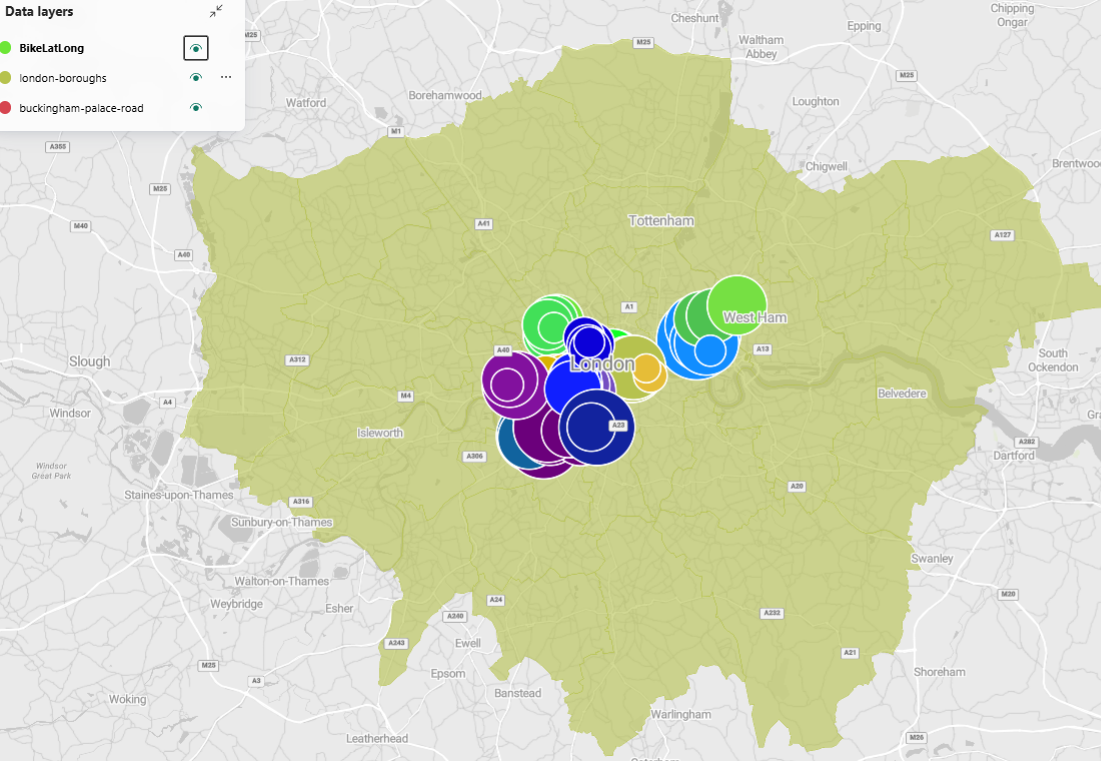 Data layers
BikeLatLong
london-boroughs
...
buckingham-palace-road
Cheshunt
Epping
Chipping
Ongar
M25
M25
Waltham
Abbey
M25
Watford
Borehamwood
Loughton
M1
A355
Chigwell
Brentwoo
M25
M40
A41
Tottenham
A127
A40
A1
West Ham
A312
A40
London
A13
Slough
South
Ockendon
M4
A4
Belvedere
Windsor
Isleworth
A23
A282
Gra
Windsor
Great Park
A306
Dartford
Staines-upon-Thames
A316
A20
Sunbury-on-Thames
Swanley
Walton-on-Thames
Weybridge
Esher
A24
A240
A232
M20
A243
Ewell
A21
M25
Epsom
Shoreham
A3
Woking
Banstead
Warlingham
Leatherhead
M26